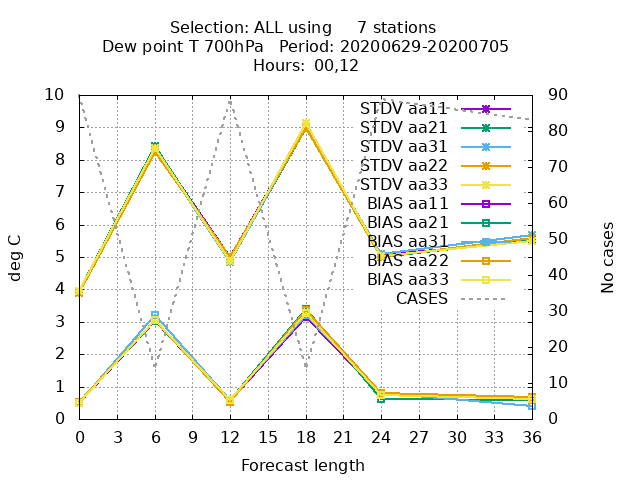 Selection: ALL using 7 stations
Dew point T 700hPa Period: 20200629-20200705
Hours: 00,12
10
9
8
7
6
5
4
3
2
1
0
deg C
90
80
70
60
50
40
30
20
10
0
No cases
STDV aa11
STDV aa21
STDV aa31
STDV aa22
STDV aa33
BIAS aa11
BIAS aa21
BIAS aa31
BIAS aa22
BIAS aa33
CASES
0 3 6 9 12 15 18 21 24 27 30 33 36
Forecast length